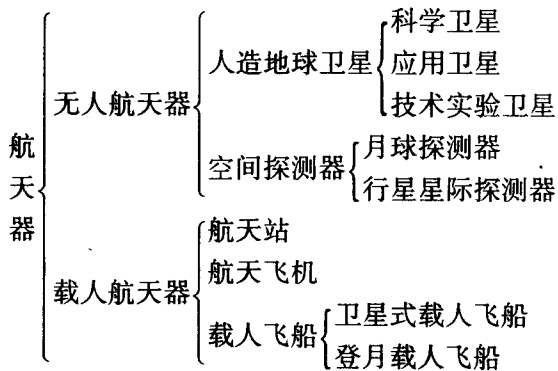 航天器
无人航天器
人造地球卫星
科学卫星
应用卫星
技术实验卫星
空间探测器
月球探测器
行星星际探测器
载人航天器
航天站
航天飞机
载人飞船
卫星式载人飞船
登月载人飞船